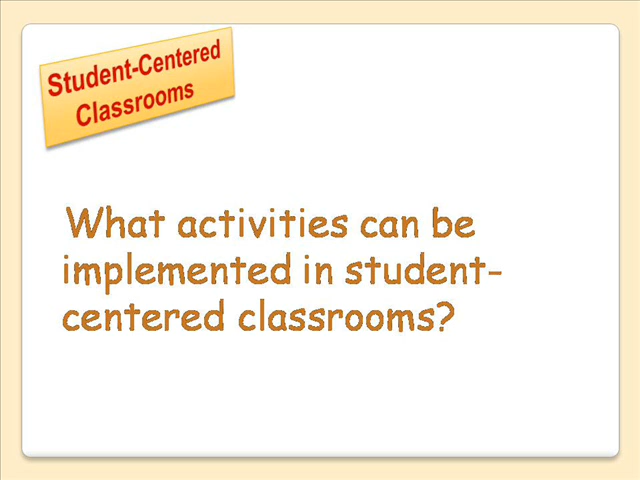 Student-Centered
Classrooms
What activities can be
implemented in student-
centered classrooms?